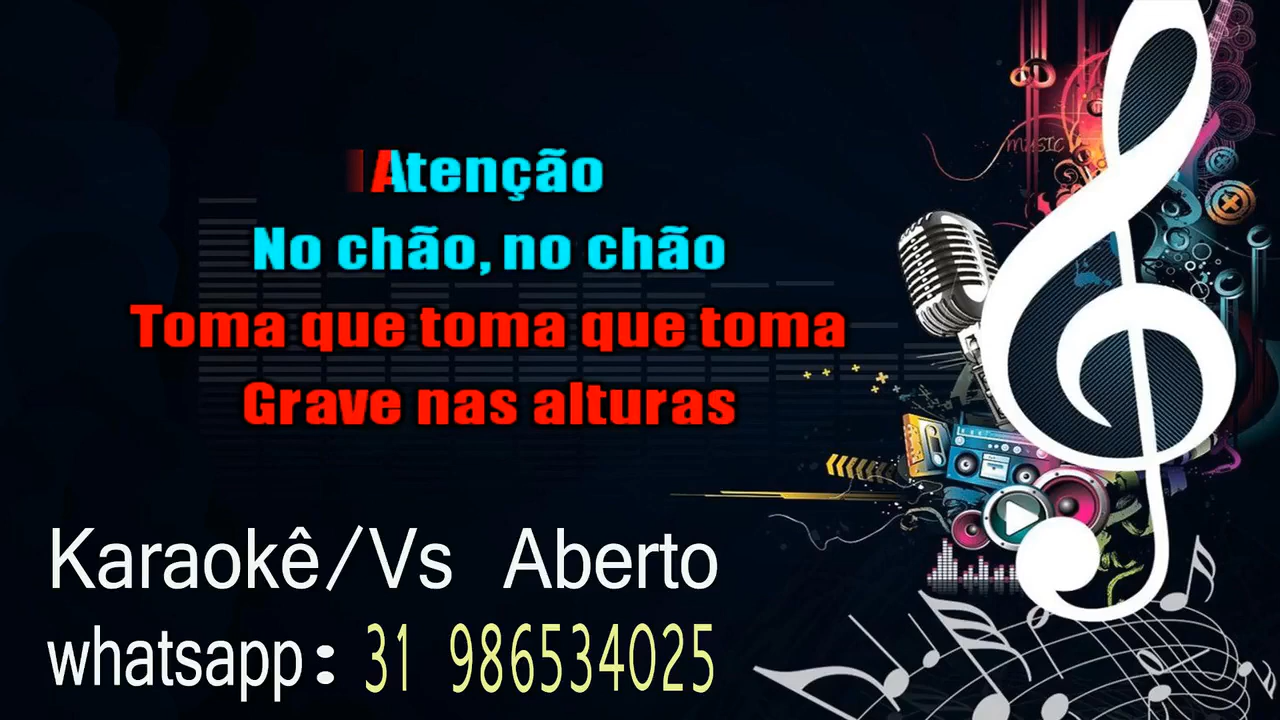 Atenção
No chão, no chão
Toma que toma que toma
Grave nas alturas
MUSIC
Karaokê/Vs Aberto
whatsapp: 31 986534025